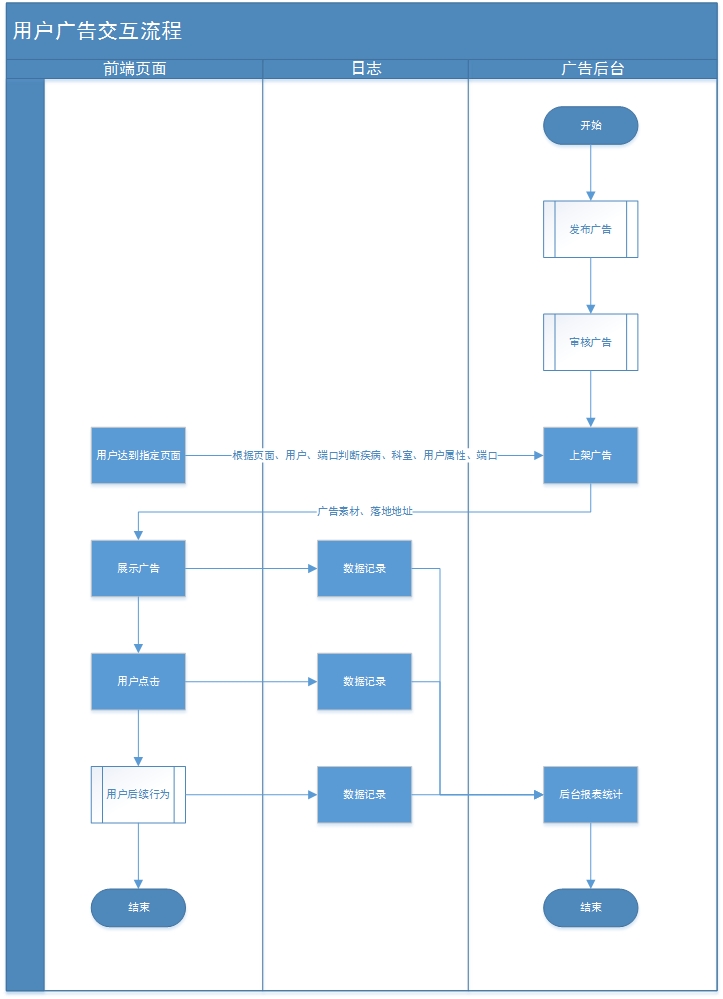 用户广告交互流程
前端页面
日志
广告后台
开始
发布广告
审核广告
用户达到指定页面
根据页面、用户、端口判断疾病、科室、用户属性、端口
上架广告
广告素材、落地地址
展示广告
数据记录
用户点击
数据记录
用户后续行为
数据记录
后台报表统计
结束
结束